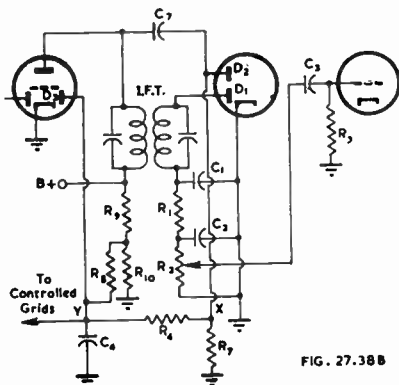 C7
D2
D1
D3
I.F.T.
C3
R3
B+
C1
R9
R1
C2
R8
R10
R2
To
Controlled
Grids
Y
X
R4
C4
R7
FIG. 27.38B